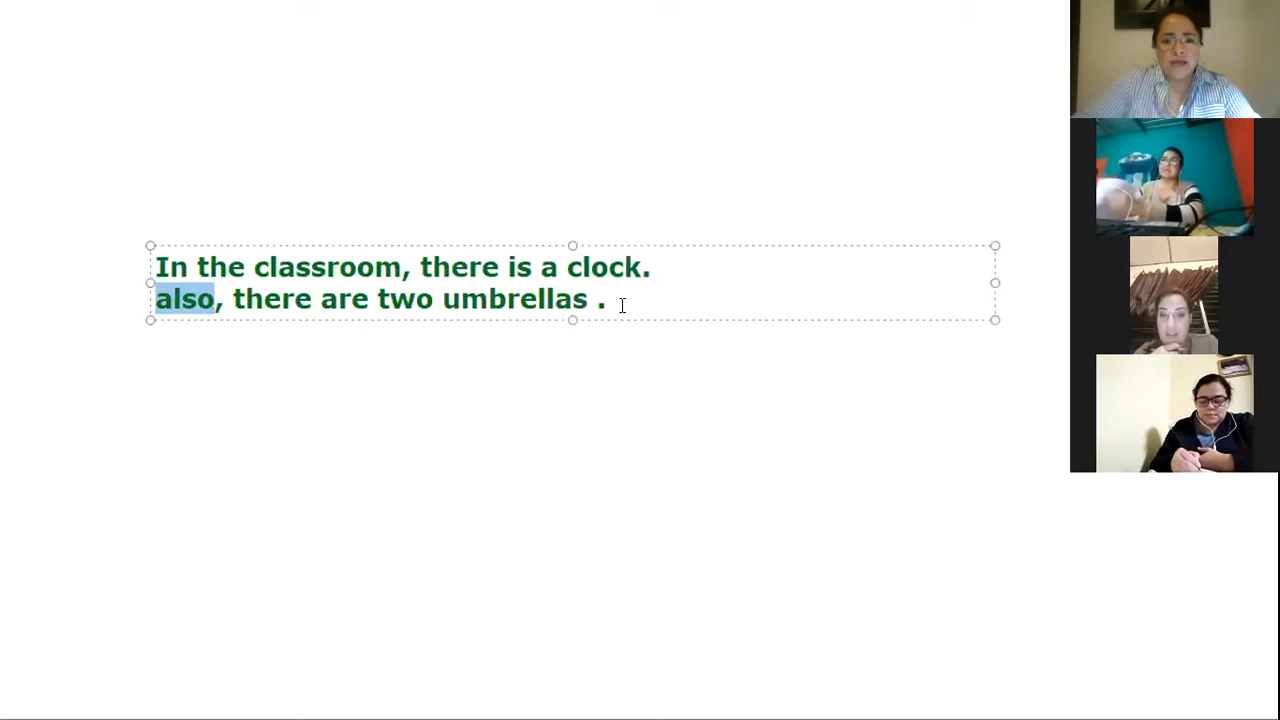 In the classroom, there is a clock.
also, there are two umbrellas .